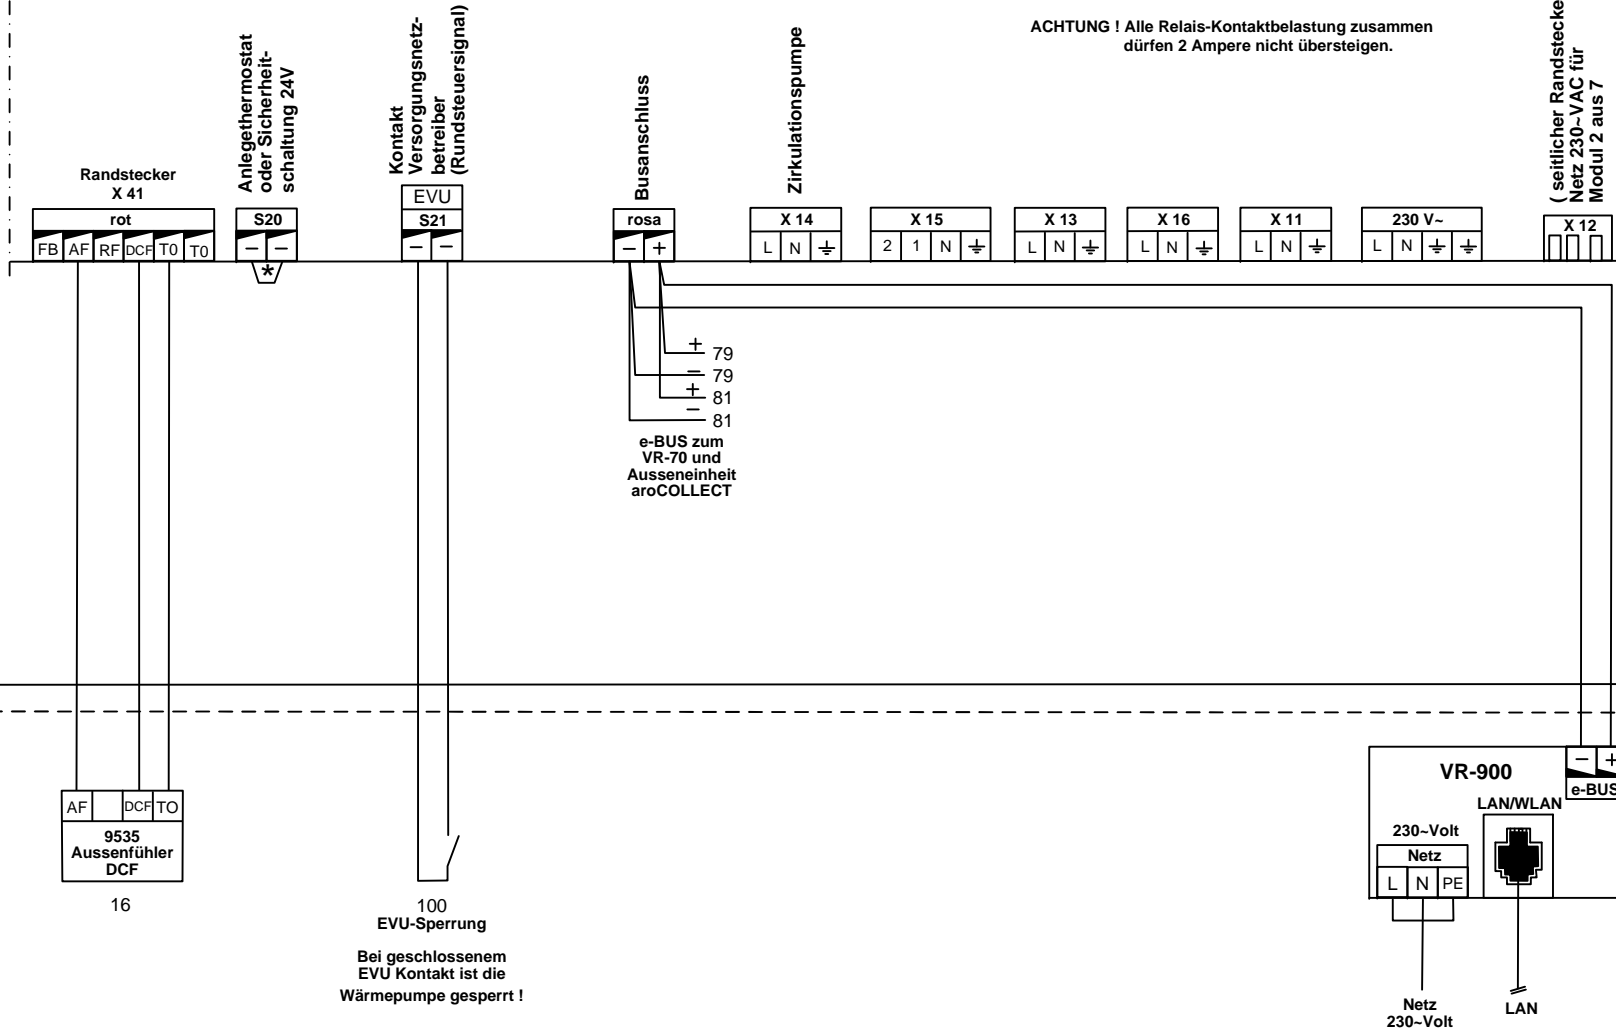 ACHTUNG ! Alle Relais-Kontaktbelastung zusammen
dürfen 2 Ampere nicht übersteigen.
Randstecker
X 41
rot
FB AF RF DCF T0 T0
Anlegethermostat
oder Sicherheit-
schaltung 24V
S20
– –
*
Kontakt
Versorgungsnetz-
betreiber
(Rundsteuersignal)
EVU
S21
– –
Busanschluss
rosa
– +
Zirkulationspumpe
X 14
L N
X 15
2 1 N
X 13
L N
X 16
L N
X 11
L N
230 V~
L N
( seitlicher Randstecke
Netz 230~VAC für
Modul 2 aus 7
X 12
+ 79
– 79
+ 81
– 81
e-BUS zum
VR-70 und
Ausseneinheit
aroCOLLECT
AF DCF TO
9535
Aussenfühler
DCF
16
100
EVU-Sperrung
Bei geschlossenem
EVU Kontakt ist die
Wärmepumpe gesperrt !
VR-900
– +
e-BUS
LAN/WLAN
230~Volt
Netz
L N PE
Netz
230~Volt
LAN